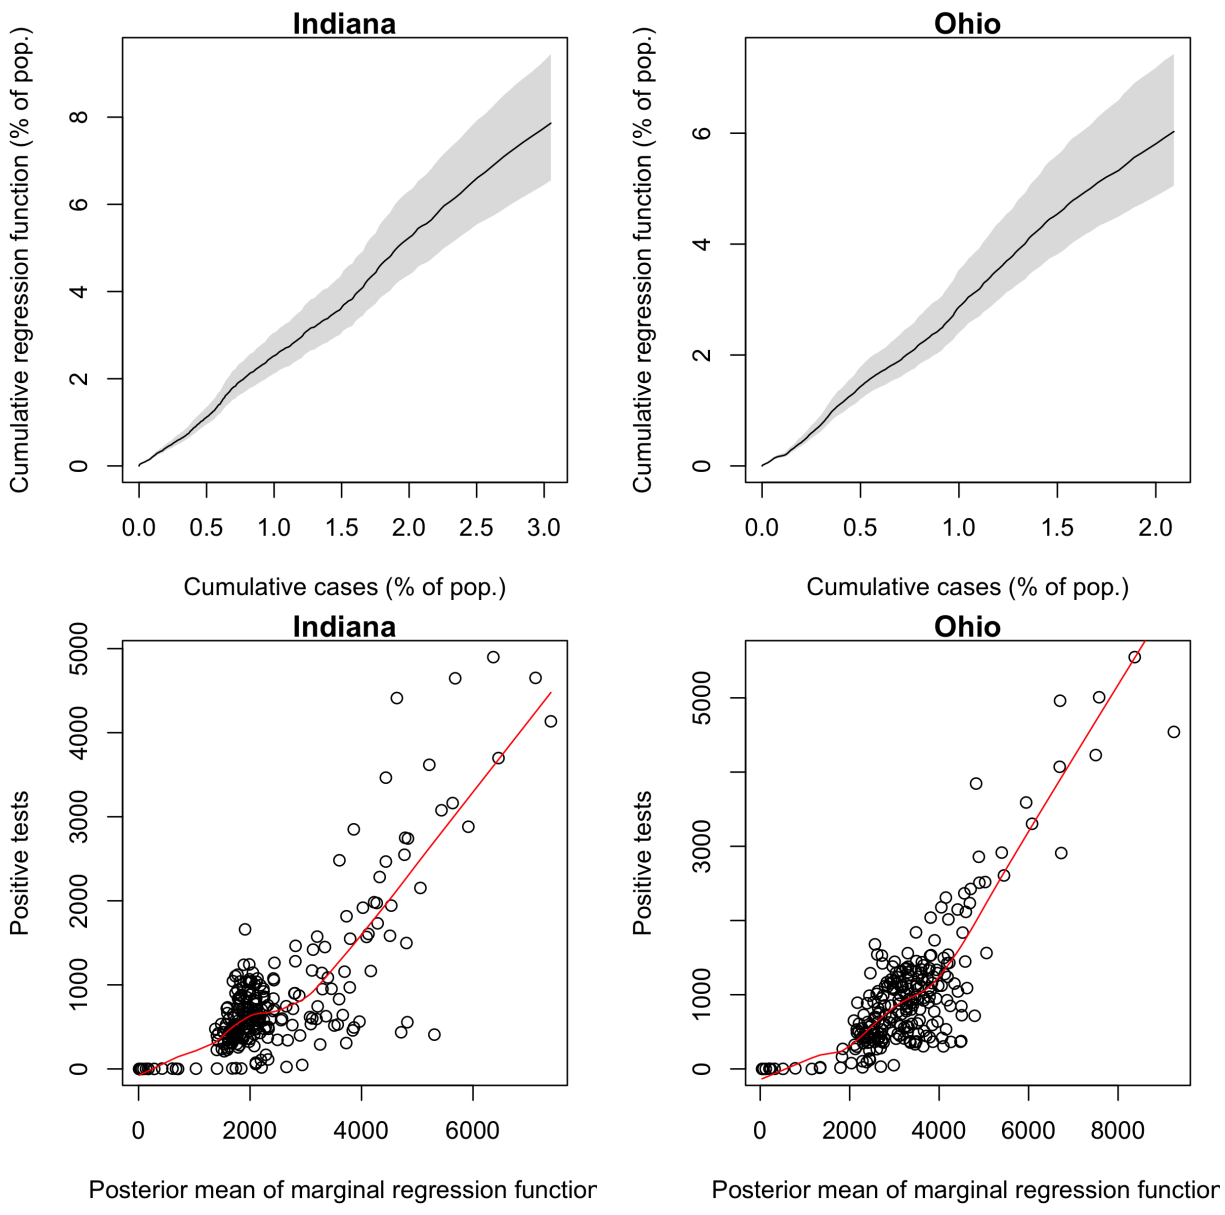 Indiana
Cumulative regression function (% of pop.)
8
6
4
2
0
0.0 0.5 1.0 1.5 2.0 2.5 3.0
Cumulative cases (% of pop.)
Ohio
Cumulative regression function (% of pop.)
6
4
2
0
0.0 0.5 1.0 1.5 2.0
Cumulative cases (% of pop.)
Indiana
Positive tests
5000
4000
3000
2000
1000
0
0 2000 4000 6000
Posterior mean of marginal regression function
Ohio
Positive tests
5000
3000
1000
0
0 2000 4000 6000 8000
Posterior mean of marginal regression function